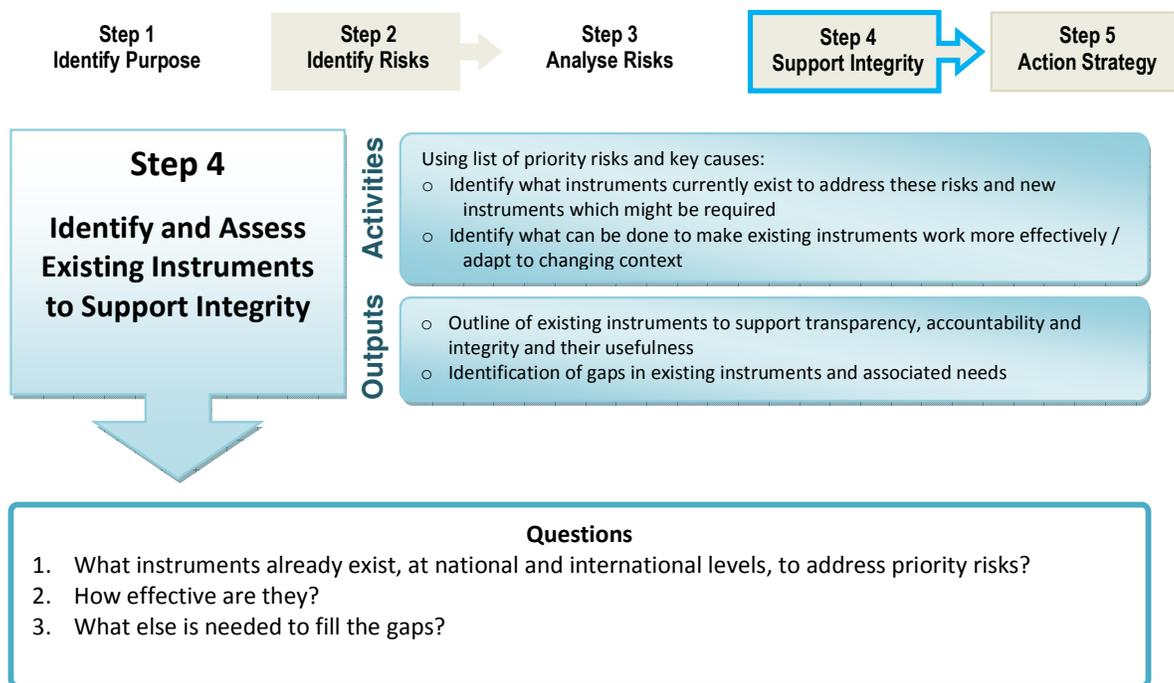 Step 1
Identify Purpose
Step 2
Identify Risks
Step 3
Analyse Risks
Step 4
Support Integrity
Step 5
Action Strategy
Step 4
Identify and Assess
Existing Instruments
to Support Integrity
Activities
Using list of priority risks and key causes:
o Identify what instruments currently exist to address these risks and new
instruments which might be required
o Identify what can be done to make existing instruments work more effectively /
adapt to changing context
Outputs
o Outline of existing instruments to support transparency, accountability and
integrity and their usefulness
o Identification of gaps in existing instruments and associated needs
Questions
1. What instruments already exist, at national and international levels, to address priority risks?
2. How effective are they?
3. What else is needed to fill the gaps?